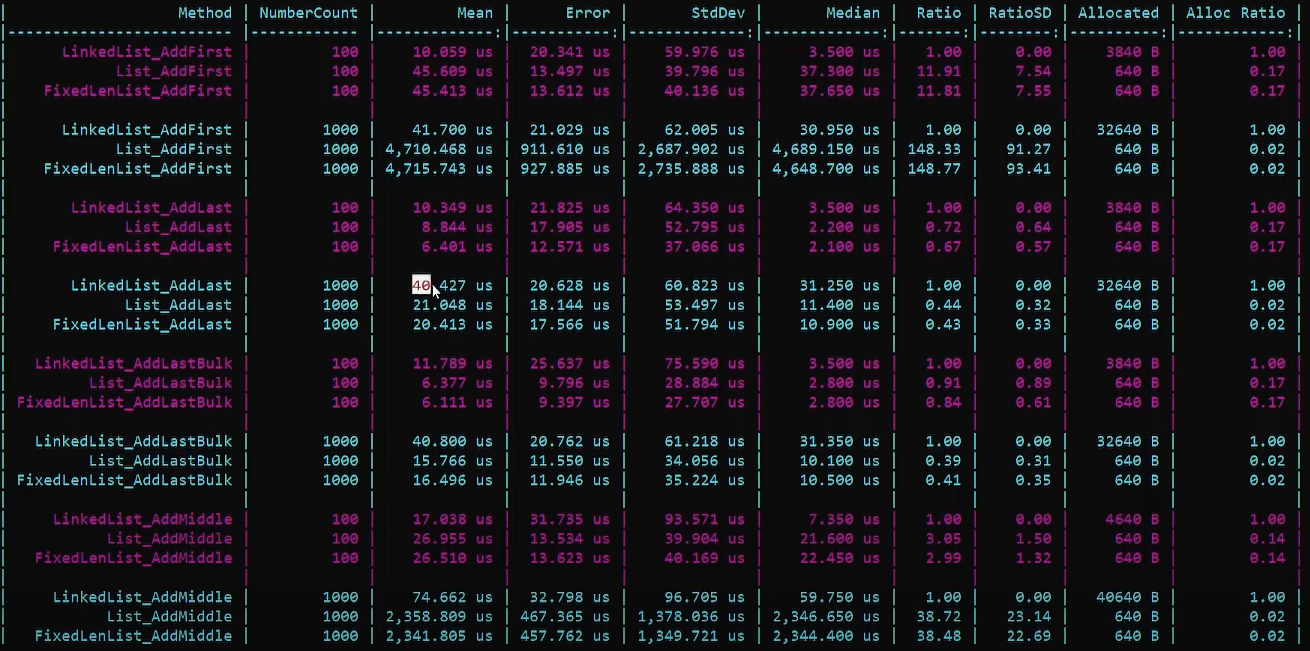 | Method | NumberCount | Mean | Error | StdDev | Median | Ratio | RatioSD | Allocated | Alloc Ratio |
|------------------------- |------------ |-------------:|-----------:|-------------:|-------------:|-------:|--------:|----------:|------------:|
| LinkedList_AddFirst | 100 | 10.059 us | 20.341 us | 59.976 us | 3.500 us | 1.00 | 0.00 | 3840 B | 1.00 |
| List_AddFirst | 100 | 45.609 us | 13.497 us | 39.796 us | 37.300 us | 11.91 | 7.54 | 640 B | 0.17 |
| FixedLenList_AddFirst | 100 | 45.413 us | 13.612 us | 40.136 us | 37.650 us | 11.81 | 7.55 | 640 B | 0.17 |
| LinkedList_AddFirst | 1000 | 41.700 us | 21.029 us | 62.005 us | 30.950 us | 1.00 | 0.00 | 32640 B | 1.00 |
| List_AddFirst | 1000 | 4,710.468 us | 911.610 us | 2,687.902 us | 4,689.150 us | 148.33 | 91.27 | 640 B | 0.02 |
| FixedLenList_AddFirst | 1000 | 4,715.743 us | 927.885 us | 2,735.888 us | 4,648.700 us | 148.77 | 93.41 | 640 B | 0.02 |
| LinkedList_AddLast | 100 | 10.349 us | 21.825 us | 64.350 us | 3.500 us | 1.00 | 0.00 | 3840 B | 1.00 |
| List_AddLast | 100 | 8.844 us | 17.905 us | 52.795 us | 2.200 us | 0.72 | 0.64 | 640 B | 0.17 |
| FixedLenList_AddLast | 100 | 6.401 us | 12.571 us | 37.066 us | 2.100 us | 0.67 | 0.57 | 640 B | 0.17 |
| LinkedList_AddLast | 1000 | 40.427 us | 20.628 us | 60.823 us | 31.250 us | 1.00 | 0.00 | 32640 B | 1.00 |
| List_AddLast | 1000 | 21.048 us | 18.144 us | 53.497 us | 11.400 us | 0.44 | 0.32 | 640 B | 0.02 |
| FixedLenList_AddLast | 1000 | 20.413 us | 17.566 us | 51.794 us | 10.900 us | 0.43 | 0.33 | 640 B | 0.02 |
| LinkedList_AddLastBulk | 100 | 11.789 us | 25.637 us | 75.590 us | 3.500 us | 1.00 | 0.00 | 3840 B | 1.00 |
| List_AddLastBulk | 100 | 6.377 us | 9.796 us | 28.884 us | 2.800 us | 0.91 | 0.89 | 640 B | 0.17 |
| FixedLenList_AddLastBulk | 100 | 6.111 us | 9.397 us | 27.707 us | 2.800 us | 0.84 | 0.61 | 640 B | 0.17 |
| LinkedList_AddLastBulk | 1000 | 40.800 us | 20.762 us | 61.218 us | 31.350 us | 1.00 | 0.00 | 32640 B | 1.00 |
| List_AddLastBulk | 1000 | 15.766 us | 11.550 us | 34.056 us | 10.100 us | 0.39 | 0.31 | 640 B | 0.02 |
| FixedLenList_AddLastBulk | 1000 | 16.496 us | 11.946 us | 35.224 us | 10.500 us | 0.41 | 0.35 | 640 B | 0.02 |
| LinkedList_AddMiddle | 100 | 17.038 us | 31.735 us | 93.571 us | 7.350 us | 1.00 | 0.00 | 4640 B | 1.00 |
| List_AddMiddle | 100 | 26.955 us | 13.534 us | 39.904 us | 21.600 us | 3.05 | 1.50 | 640 B | 0.14 |
| FixedLenList_AddMiddle | 100 | 26.510 us | 13.623 us | 40.169 us | 22.450 us | 2.99 | 1.32 | 640 B | 0.14 |
| LinkedList_AddMiddle | 1000 | 74.662 us | 32.798 us | 96.705 us | 59.750 us | 1.00 | 0.00 | 40640 B | 1.00 |
| List_AddMiddle | 1000 | 2,358.809 us | 467.365 us | 1,378.036 us | 2,346.650 us | 38.72 | 23.14 | 640 B | 0.02 |
| FixedLenList_AddMiddle | 1000 | 2,341.805 us | 457.762 us | 1,349.721 us | 2,344.400 us | 38.48 | 22.69 | 640 B | 0.02 |